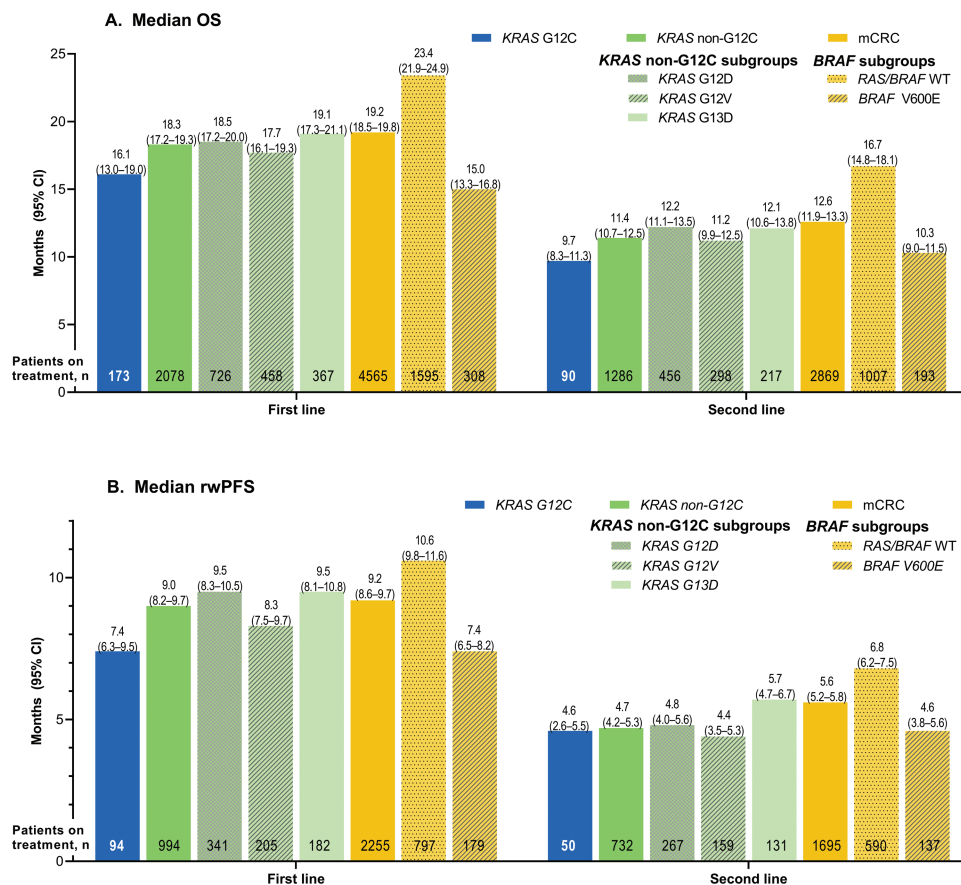 A. Median OS
KRAS G12C
KRAS non-G12C
mCRC
KRAS non-G12C subgroups
BRAF subgroups
KRAS G12D
RAS/BRAF WT
KRAS G12V
BRAF V600E
KRAS G13D
Months (95% CI)
25
20
15
10
5
0
16.1
(13.0–19.0)
18.3
(17.2–19.3)
18.5
(17.2–20.0)
17.7
(16.1–19.3)
19.1
(17.3–21.1)
19.2
(18.5–19.8)
23.4
(21.9–24.9)
15.0
(13.3–16.8)
9.7
(8.3–11.3)
11.4
(10.7–12.5)
12.2
(11.1–13.5)
11.2
(9.9–12.5)
12.1
(10.6–13.8)
12.6
(11.9–13.3)
16.7
(14.8–18.1)
10.3
(9.0–11.5)
Patients on
treatment, n
173 2078 726 458 367 4565 1595 308 90 1286 456 298 217 2869 1007 193
First line
Second line
B. Median rwPFS
KRAS G12C
KRAS non-G12C
mCRC
KRAS non-G12C subgroups
BRAF subgroups
KRAS G12D
RAS/BRAF WT
KRAS G12V
BRAF V600E
KRAS G13D
Months (95% CI)
10
5
0
7.4
(6.3–9.5)
9.0
(8.2–9.7)
9.5
(8.3–10.5)
8.3
(7.5–9.7)
9.5
(8.1–10.8)
9.2
(8.6–9.7)
10.6
(9.8–11.6)
7.4
(6.5–8.2)
4.6
(2.6–5.5)
4.7
(4.2–5.3)
4.8
(4.0–5.6)
4.4
(3.5–5.3)
5.7
(4.7–6.7)
5.6
(5.2–5.8)
6.8
(6.2–7.5)
4.6
(3.8–5.6)
Patients on
treatment, n
94 994 341 205 182 2255 797 179 50 732 267 159 131 1695 590 137
First line
Second line